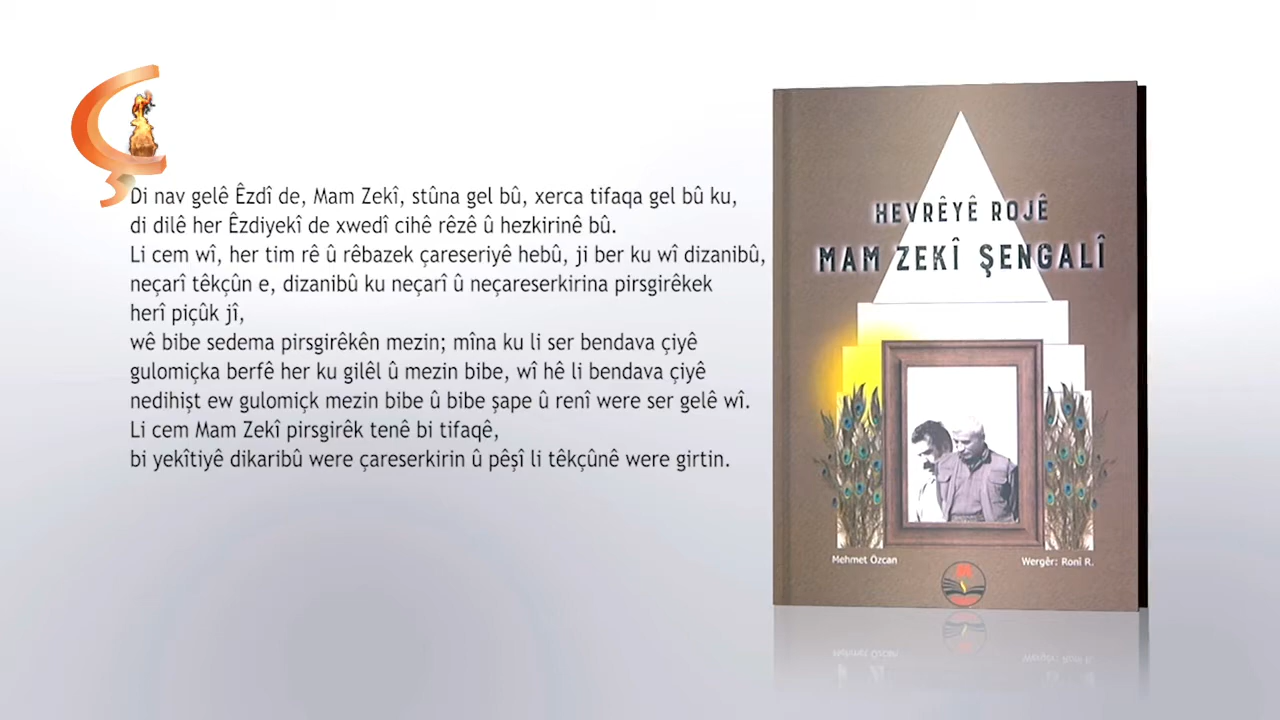 Di nav gelê Êzdî de, Mam Zekî, stûna gel bû, xerca tifaqa gel bû ku,
di dilê her Êzdiyekî de xwedî cihê rêzê û hezkirinê bû.
Li cem wî, her tim rê û rêbazek çareseriyê hebû, ji ber ku wî dizanibû,
neçarî têkçûn e, dizanibû ku neçarî û neçareserkirina pirsgirêkek
herî piçûk jî,
wê bibe sedema pirsgirêkên mezin; mîna ku li ser bendava çiyê
gulomiçka berfê her ku gilêl û mezin bibe, wî hê li bendava çiyê
nedihişt ew gulomiçk mezin bibe û bibe şape û renî were ser gelê wî.
Li cem Mam Zekî pirsgirêk tenê bi tifaqê,
bi yekîtiyê dikaribû were çareserkirin û pêşî li têkçûnê were girtin.
HEVRÊYÊ ROJÊ
MAM ZEKÎ ŞENGALÎ
Mehmet Özcan
Wergêr: Ronî R.